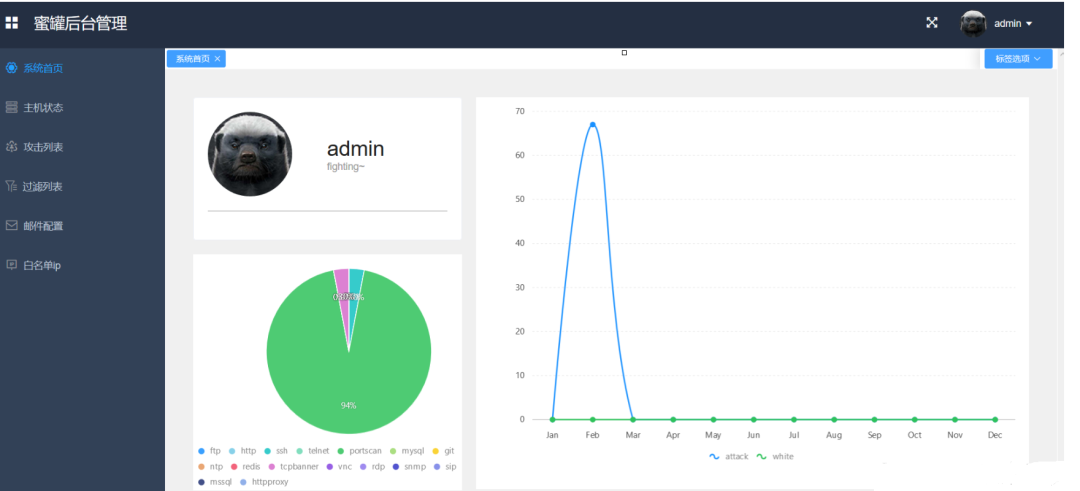 蜜罐后台管理
admin
系统首页
主机状态
攻击列表
过滤列表
邮件配置
白名单ip
系统首页
标签选项
admin
fighting~
94%
ftp http ssh telnet portscan mysql git
ntp redis tcpbanner vnc rdp snmp sip
mssql httpproxy
70
60
50
40
30
20
10
0
Jan Feb Mar Apr May Jun Jul Aug Sep Oct Nov Dec
attack white